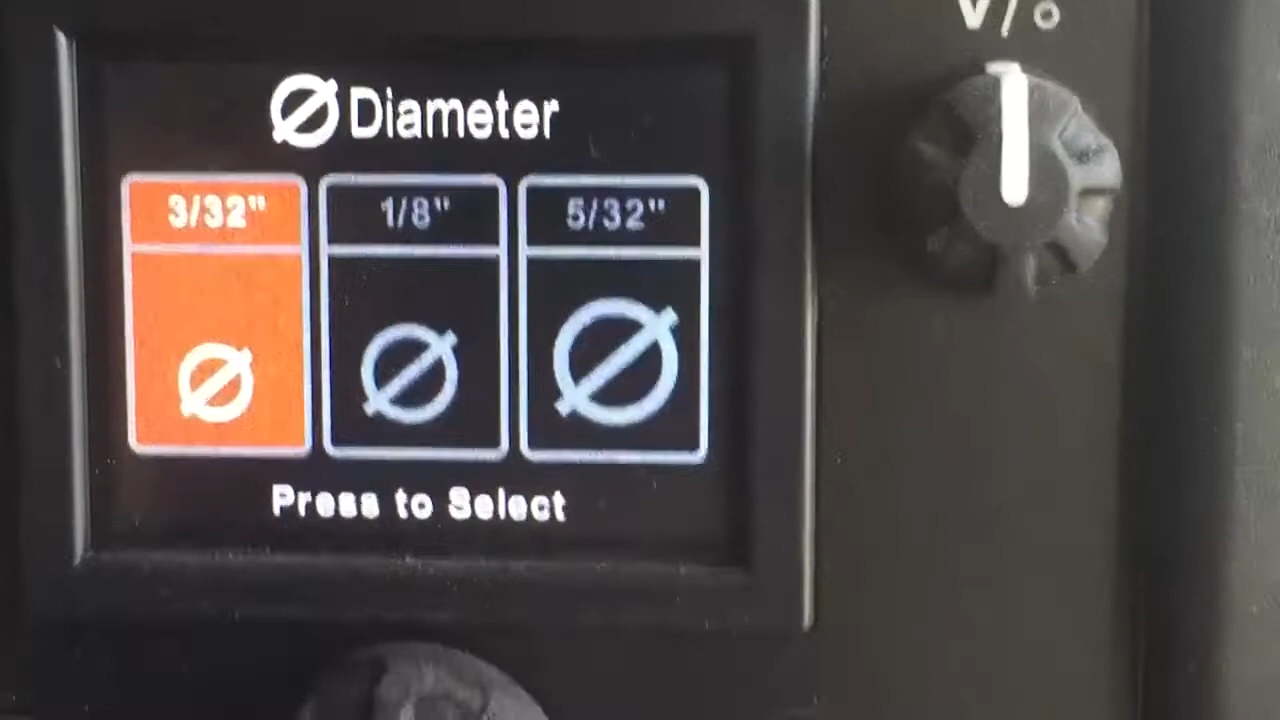 V/°
Ø Diameter
3/32" 1/8" 5/32"
Press to Select